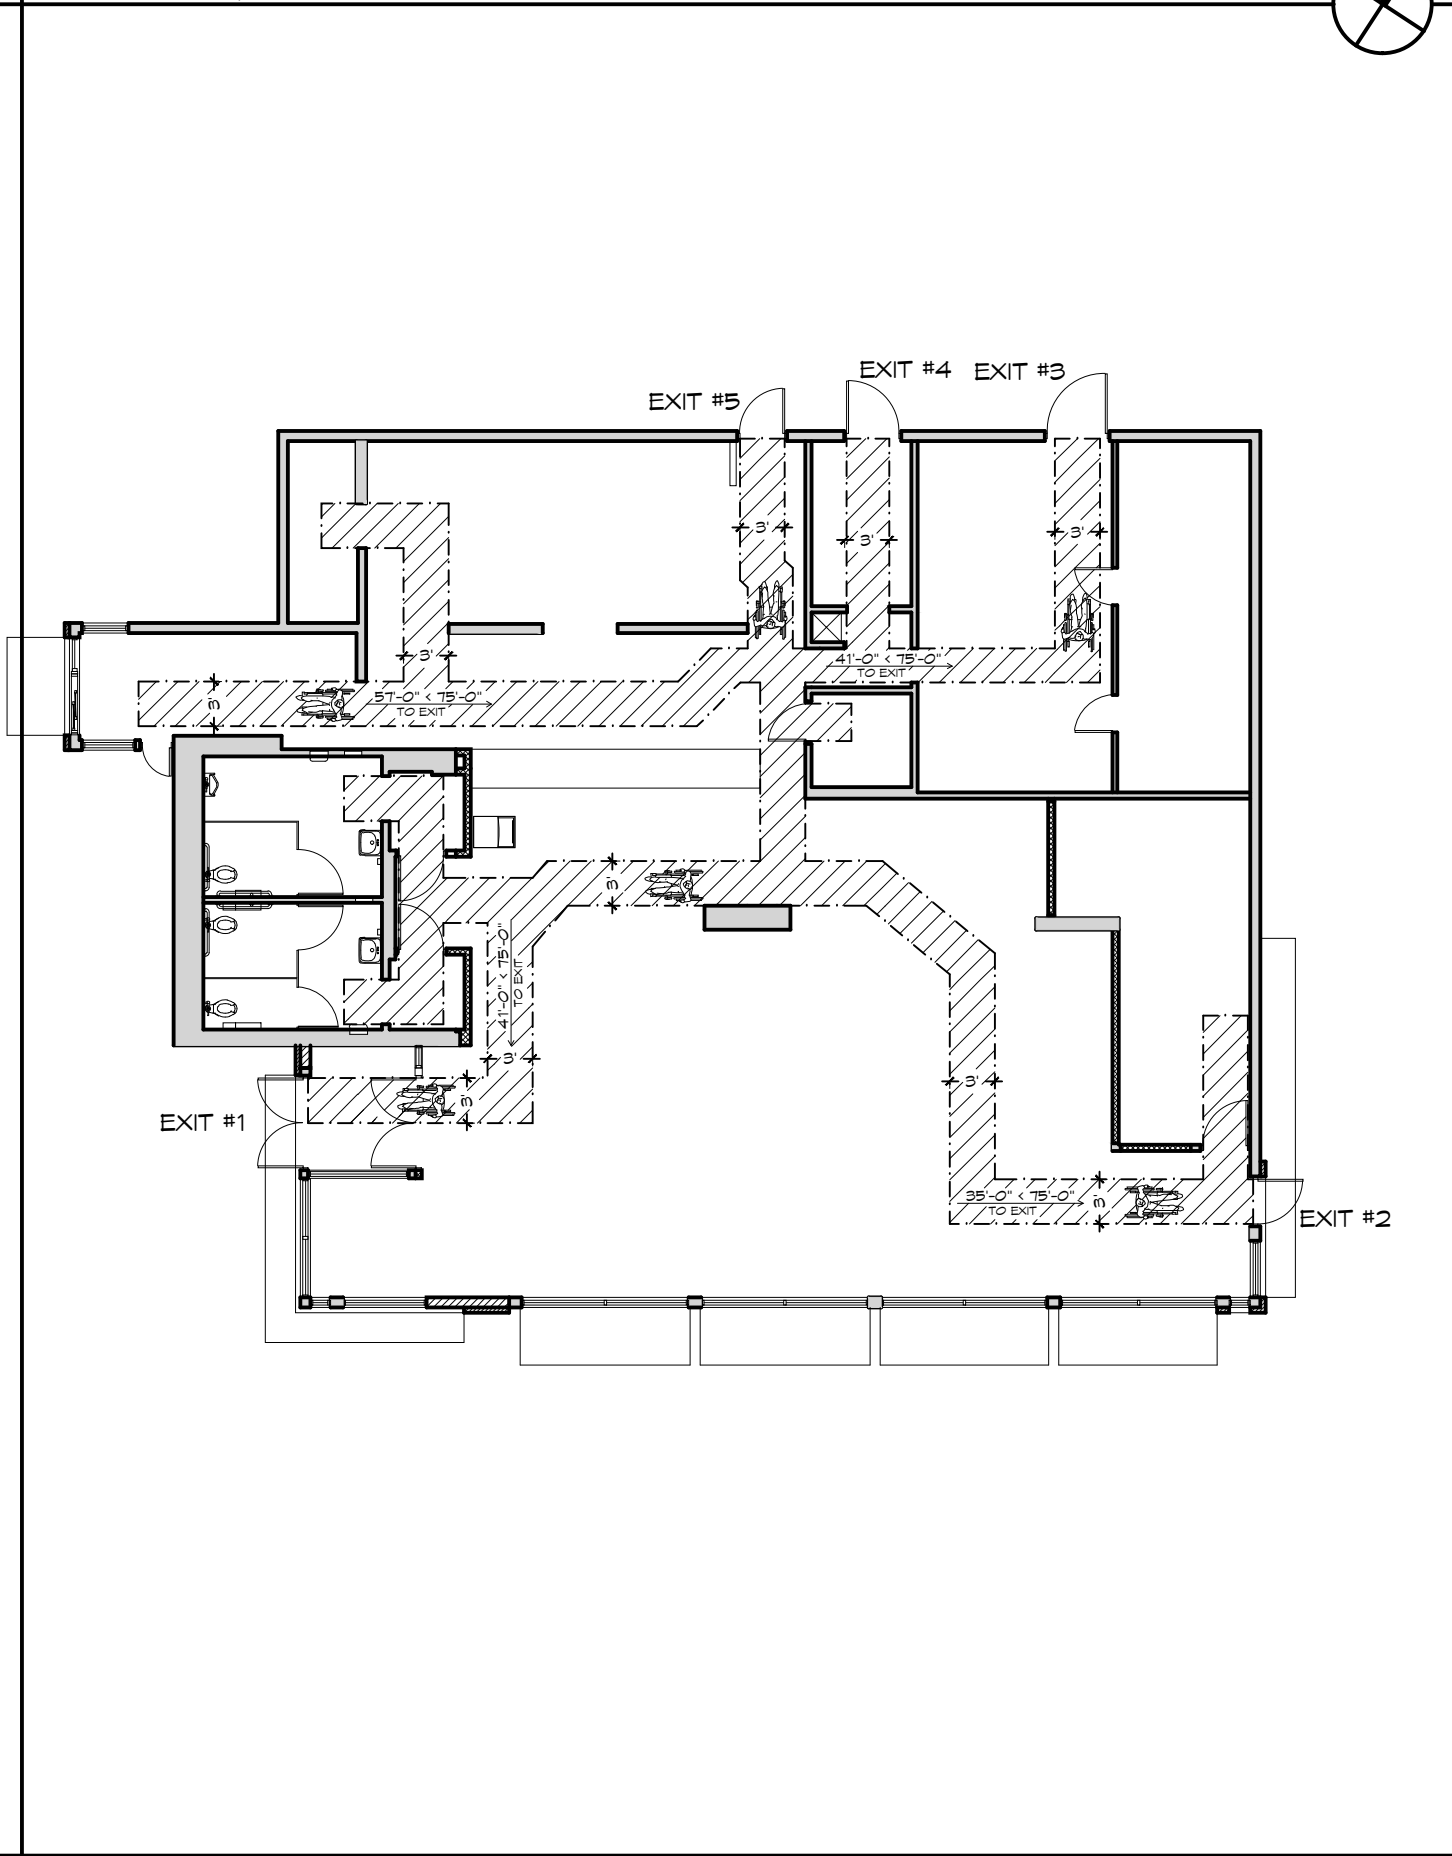 EXIT #4
EXIT #3
EXIT #5
3'
3'
3'
3'
41'-0" < 75'-0"
TO EXIT
3'
57'-0" < 75'-0"
TO EXIT
3'
41'-0" < 75'-0"
TO EXIT
3'
3'
3'
EXIT #1
35'-0" < 75'-0"
TO EXIT
3'
EXIT #2